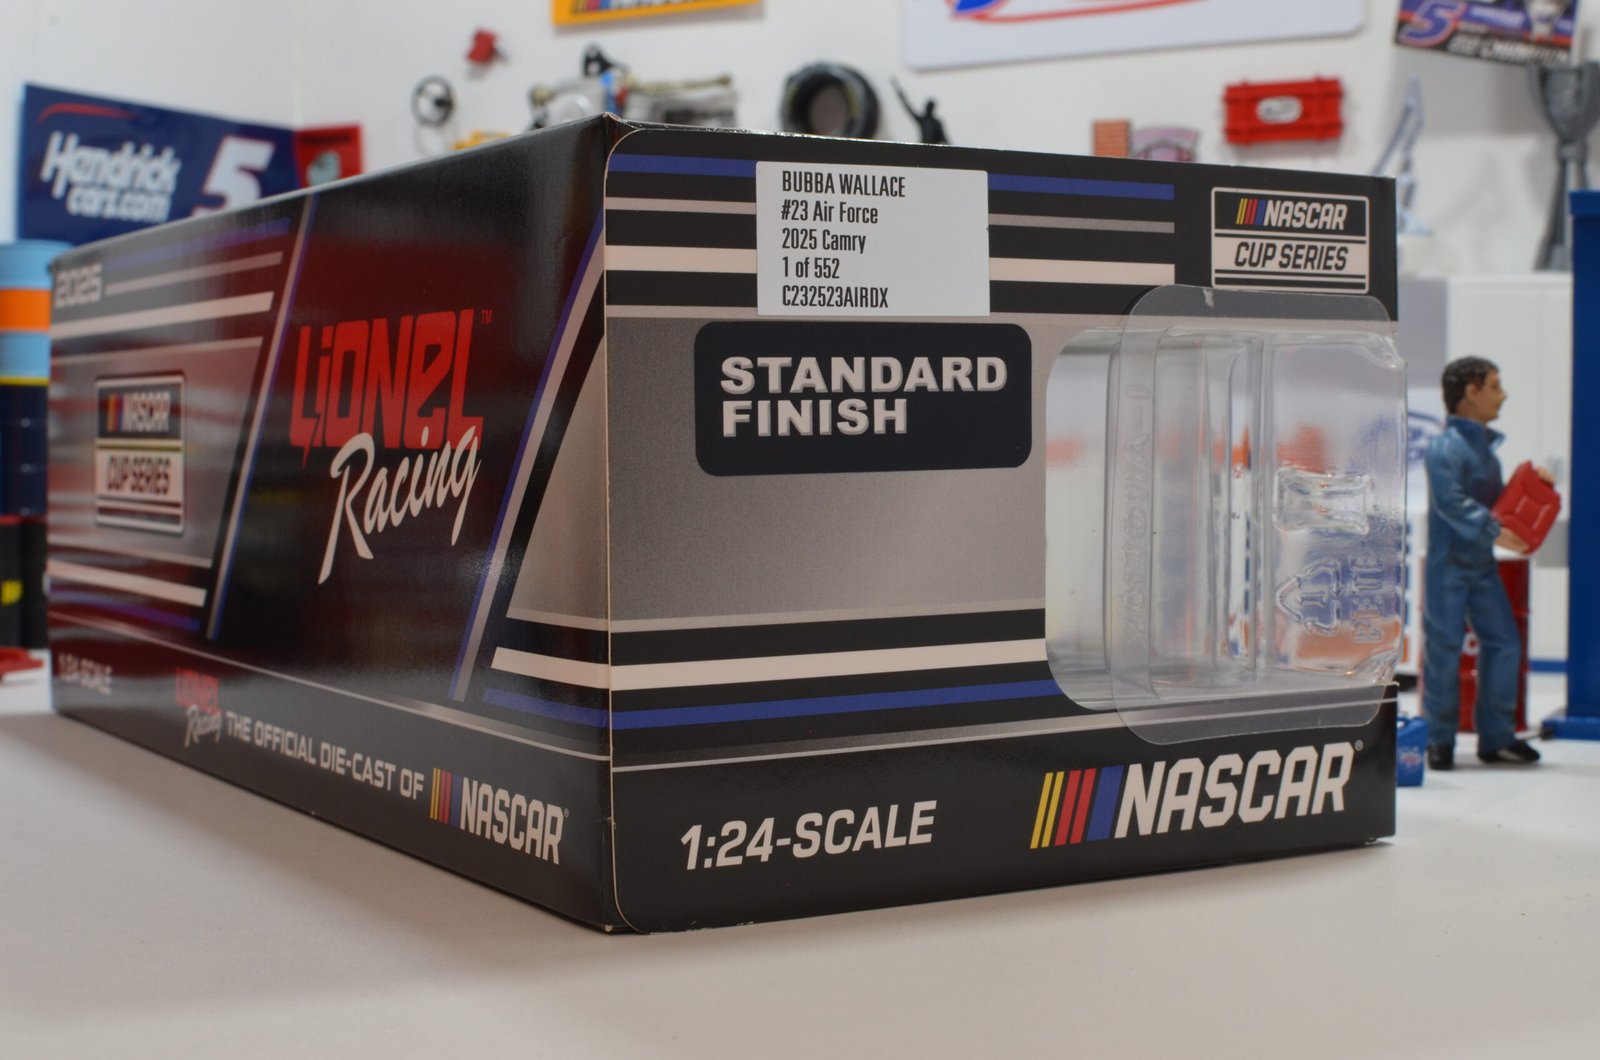 Hendrick
cars.com
5
5
2025
NASCAR
CUP SERIES
LIONEL™
Racing
1:24-SCALE
LIONEL
Racing THE OFFICIAL DIE-CAST OF NASCAR®
BUBBA WALLACE
#23 Air Force
2025 Camry
1 of 552
C232523AIRDX
NASCAR
CUP SERIES
STANDARD
FINISH
1:24-SCALE
NASCAR®